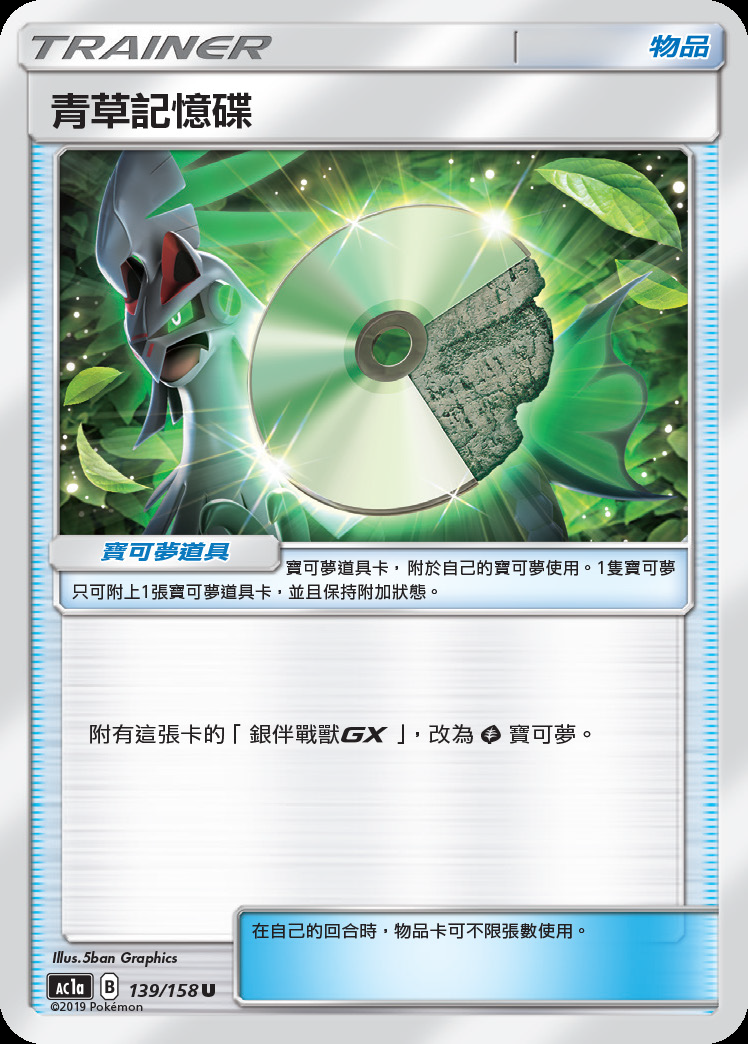 TRAINER 物品
青草記憶碟
寶可夢道具
寶可夢道具卡，附於自己的寶可夢使用。1隻寶可夢
只可附上1張寶可夢道具卡，並且保持附加狀態。
附有這張卡的「銀伴戰獸GX」，改為寶可夢。
在自己的回合時，物品卡可不限張數使用。
Illus.5ban Graphics
AC1a B 139/158 U
©2019 Pokémon